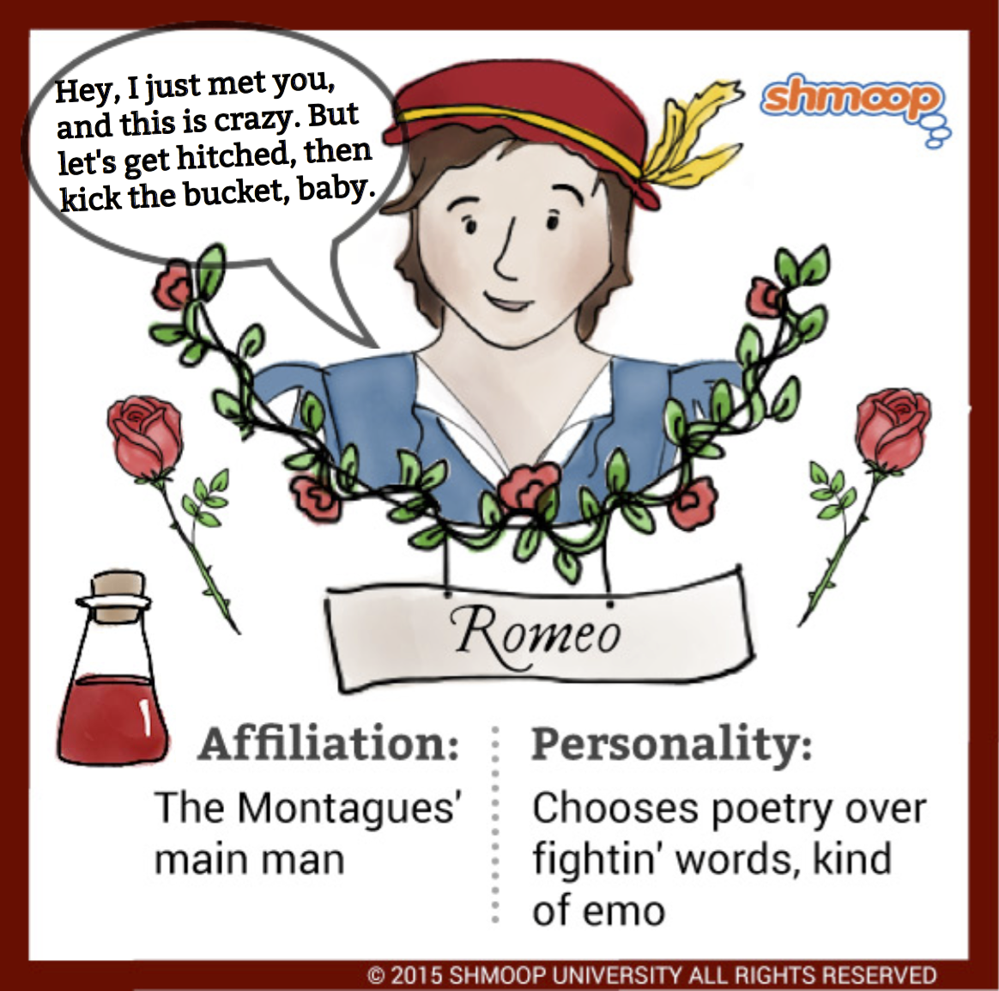 Hey, I just met you,
and this is crazy. But
let's get hitched, then
kick the bucket, baby.
shmoop
Romeo
Affiliation:
The Montagues'
main man
Personality:
Chooses poetry over
fightin' words, kind
of emo
© 2015 SHMOOP UNIVERSITY ALL RIGHTS RESERVED